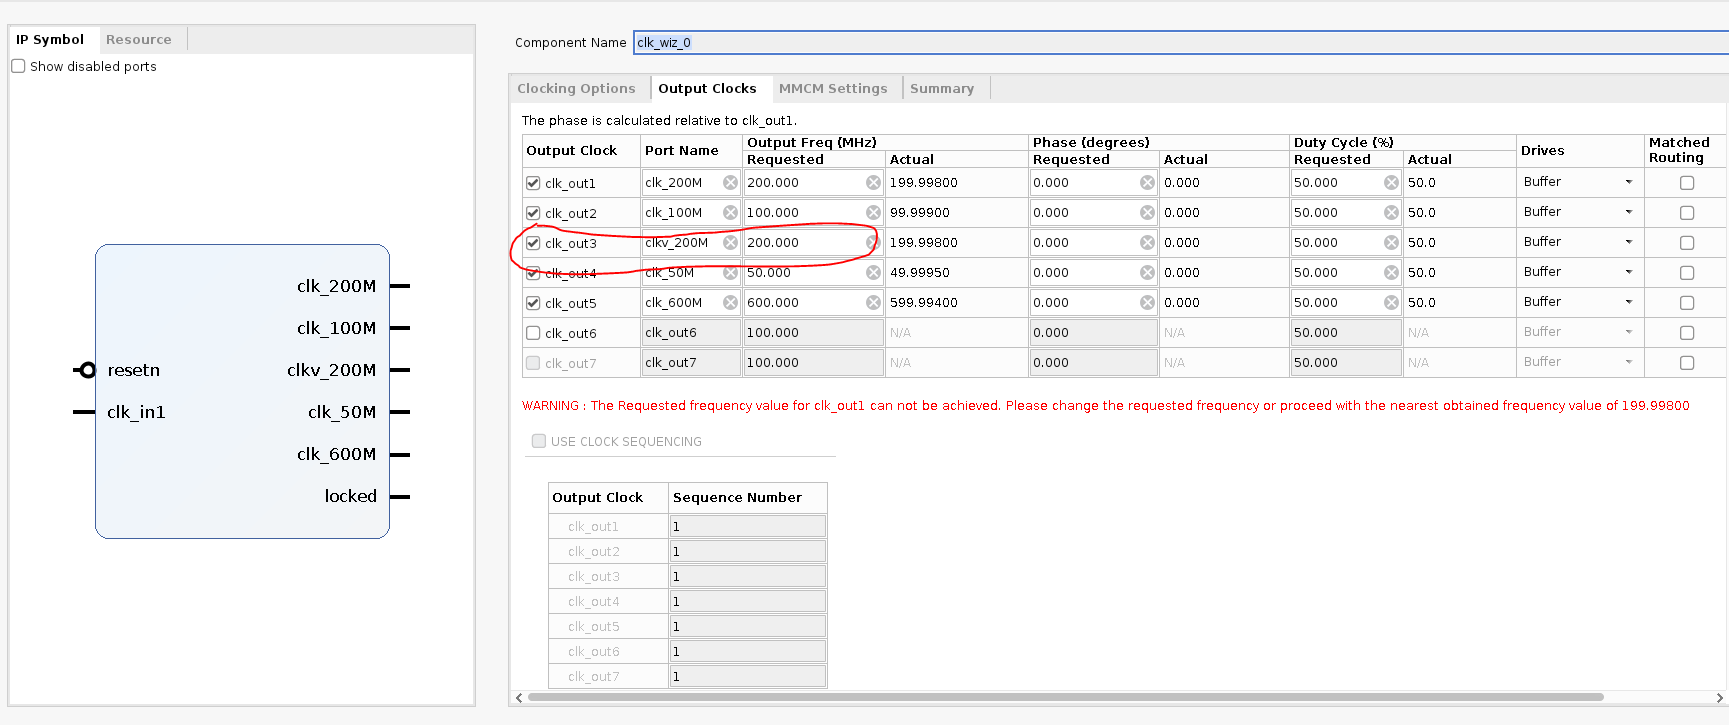 IP Symbol Resource
Show disabled ports
clk_200M
clk_100M
resetn clkv_200M
clk_in1 clk_50M
clk_600M
locked
Component Name clk_wiz_0
Clocking Options Output Clocks MMCM Settings Summary
The phase is calculated relative to clk_out1.
Output Clock Port Name Output Freq (MHz) Phase (degrees) Duty Cycle (%) Drives Matched Routing
Requested Actual Requested Actual Requested Actual
clk_out1 clk_200M 200.000 199.99800 0.000 0.000 50.000 50.0 Buffer
clk_out2 clk_100M 100.000 99.99900 0.000 0.000 50.000 50.0 Buffer
clk_out3 clkv_200M 200.000 199.99800 0.000 0.000 50.000 50.0 Buffer
clk_out4 clk_50M 50.000 49.99950 0.000 0.000 50.000 50.0 Buffer
clk_out5 clk_600M 600.000 599.99400 0.000 0.000 50.000 50.0 Buffer
clk_out6 clk_out6 100.000 N/A 0.000 N/A 50.000 N/A Buffer
clk_out7 clk_out7 100.000 N/A 0.000 N/A 50.000 N/A Buffer
WARNING : The Requested frequency value for clk_out1 can not be achieved. Please change the requested frequency or proceed with the nearest obtained frequency value of 199.99800
USE CLOCK SEQUENCING
Output Clock Sequence Number
clk_out1 1
clk_out2 1
clk_out3 1
clk_out4 1
clk_out5 1
clk_out6 1
clk_out7 1